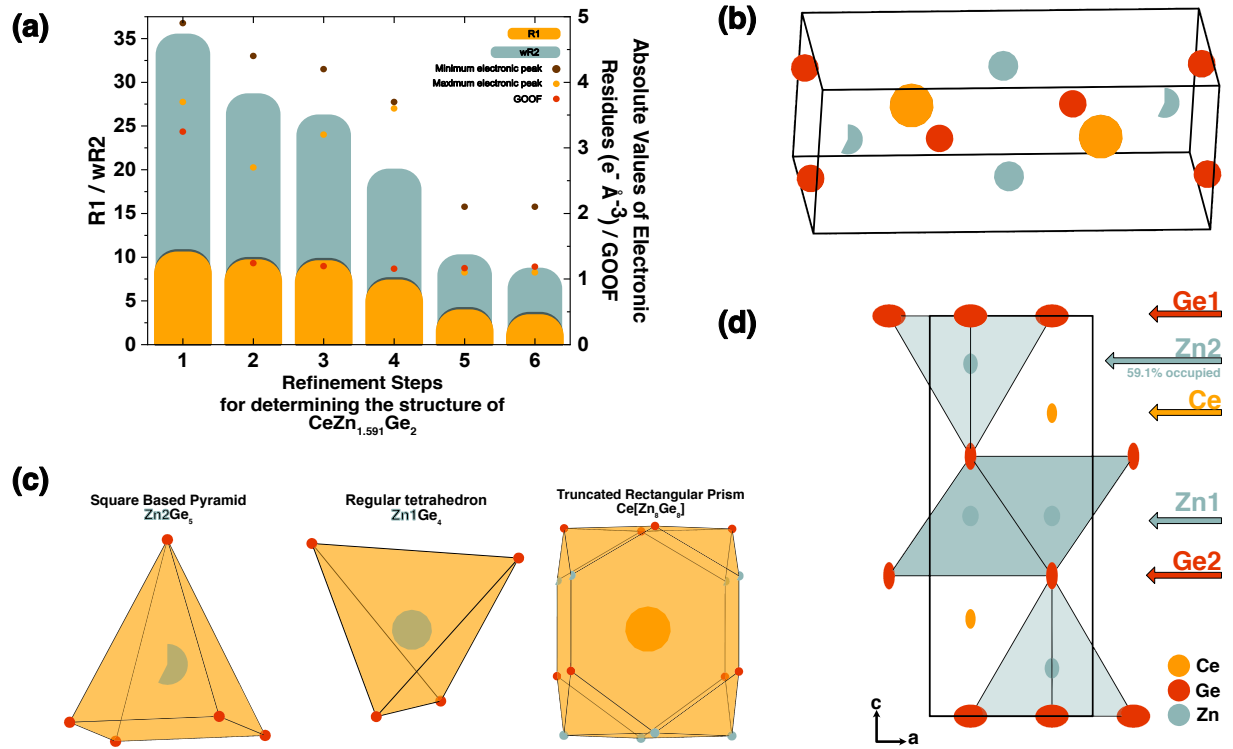 (a)
R1
wR2
Minimum electronic peak
Maximum electronic peak
GOOF
35
30
25
20
15
10
5
0
R1 / wR2
5
4
3
2
1
0
Absolute Values of Electronic
Residues (e⁻ Å⁻³) / GOOF
1 2 3 4 5 6
Refinement Steps
for determining the structure of
CeZn₁.₅₉₁Ge₂
(b)
(c)
Square Based Pyramid
Zn2Ge₅
Regular tetrahedron
Zn1Ge₄
Truncated Rectangular Prism
Ce[Zn₈Ge₈]
(d)
Ge1
Zn2
59.1% occupied
Ce
Zn1
Ge2
Ce
Ge
Zn
c
a